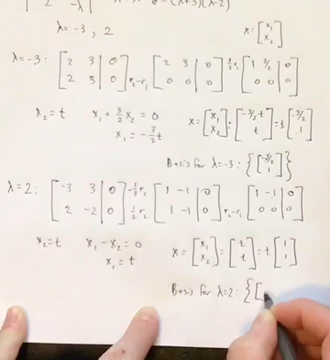 | 2 -λ | = (λ+3)(λ-2)
λ = -3, 2 x = [x₁ x₂]
λ = -3: [2 3 | 0; 2 3 | 0] r₂-r₁ [2 3 | 0; 0 0 | 0] ½r₁ [1 3/2 | 0; 0 0 | 0]
x₂ = t x₁ + 3/2 x₂ = 0 x = [x₁ x₂] = [-3/2 t t] = t [-3/2 1]
x₁ = -3/2 t
Basis for λ=-3: {[-3/2 1]}
λ = 2: [-3 3 | 0; 2 -2 | 0] -⅓r₁ ½r₂ [1 -1 | 0; 1 -1 | 0] r₂-r₁ [1 -1 | 0; 0 0 | 0]
x₂ = t x₁ - x₂ = 0 x = [x₁ x₂] = [t t] = t [1 1]
x₁ = t
Basis for λ=2: {[